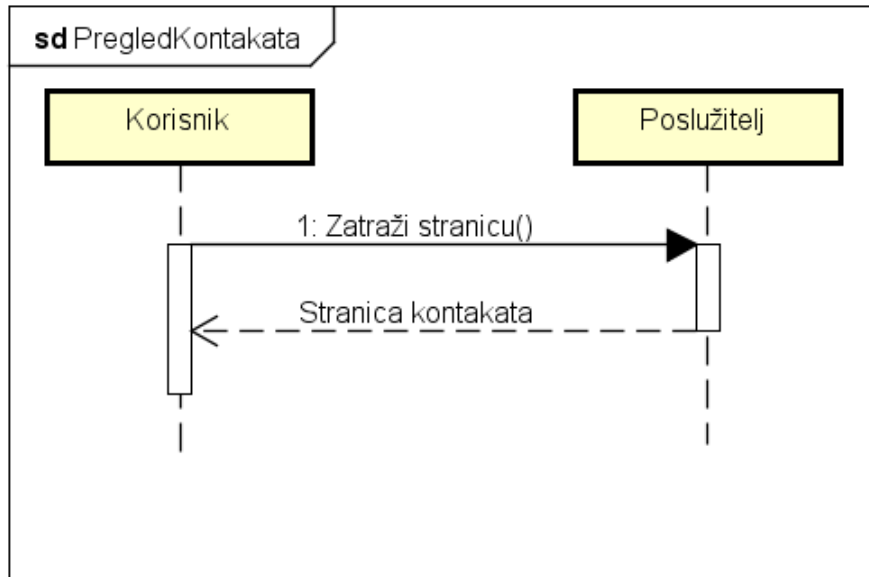 sd PregledKontakata
Korisnik
Poslužitelj
1: Zatraži stranicu()
Stranica kontakata